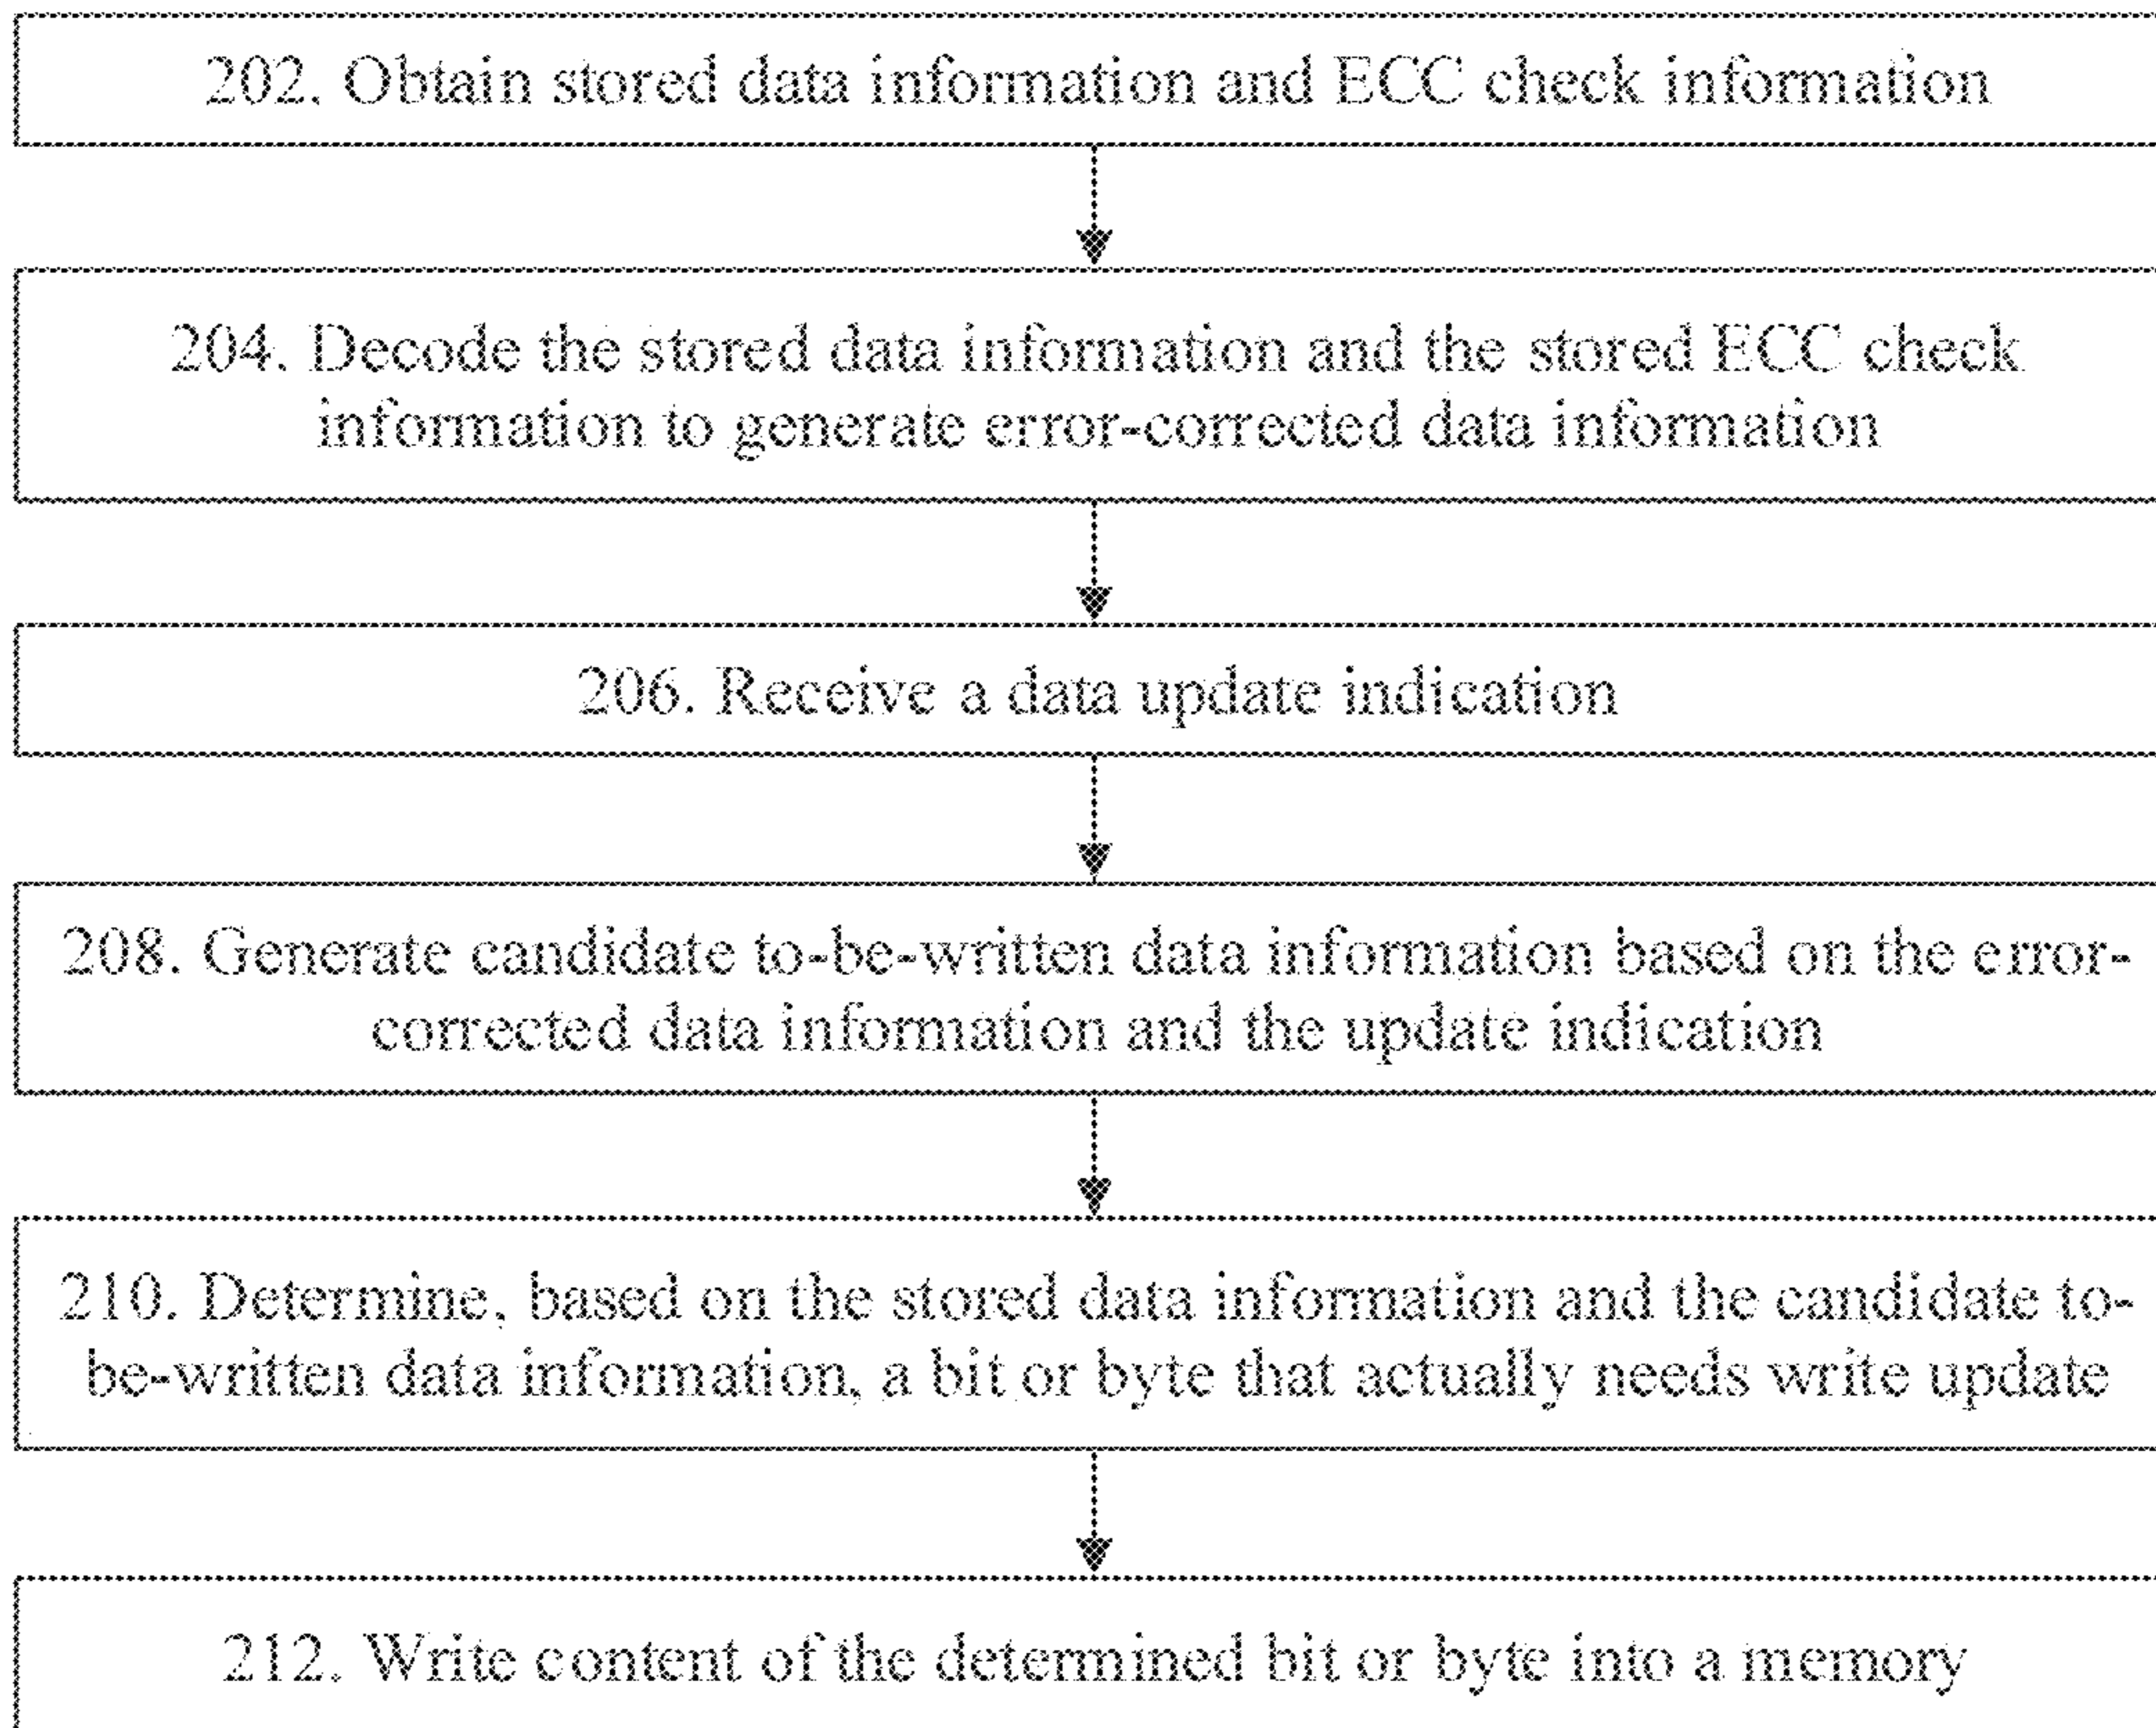 202. Obtain stored data information and ECC check information
204. Decode the stored data information and the stored ECC check
information to generate error-corrected data information
206. Receive a data update indication
208. Generate candidate to-be-written data information based on the error-
corrected data information and the update indication
210. Determine, based on the stored data information and the candidate to-
be-written data information, a bit or byte that actually needs write update
212. Write content of the determined bit or byte into a memory